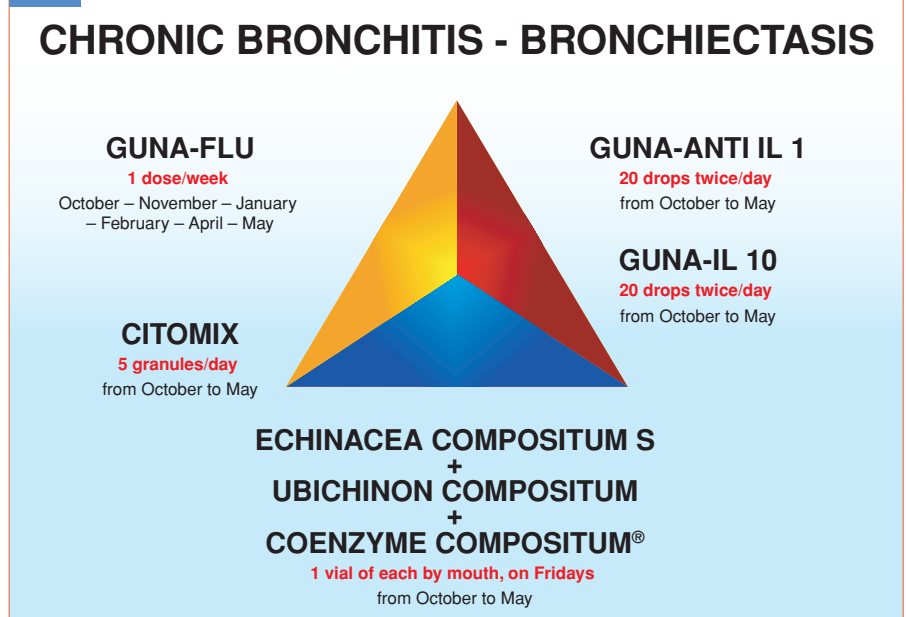 CHRONIC BRONCHITIS - BRONCHIECTASIS
GUNA-FLU
1 dose/week
October – November – January
– February – April – May
CITOMIX
5 granules/day
from October to May
GUNA-ANTI IL 1
20 drops twice/day
from October to May
GUNA-IL 10
20 drops twice/day
from October to May
ECHINACEA COMPOSITUM S
+
UBICHINON COMPOSITUM
+
COENZYME COMPOSITUM®
1 vial of each by mouth, on Fridays
from October to May